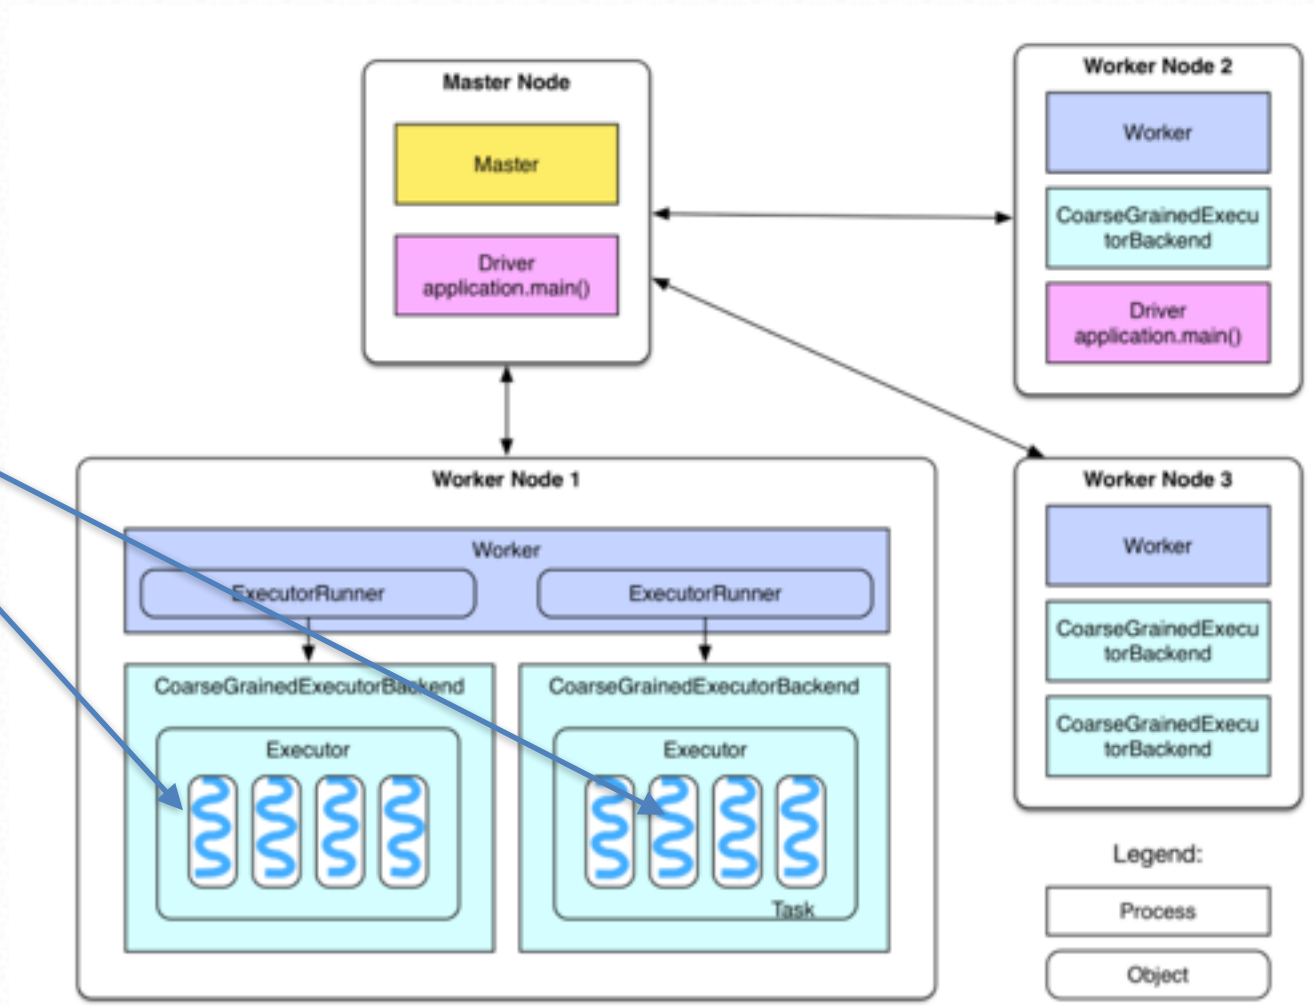 Master Node
Master
Driver
application.main()
Worker Node 2
Worker
CoarseGrainedExecu
torBackend
Driver
application.main()
Worker Node 1
Worker
ExecutorRunner
ExecutorRunner
CoarseGrainedExecutorBackend
Executor
CoarseGrainedExecutorBackend
Executor
Task
Worker Node 3
Worker
CoarseGrainedExecu
torBackend
CoarseGrainedExecu
torBackend
Legend:
Process
Object